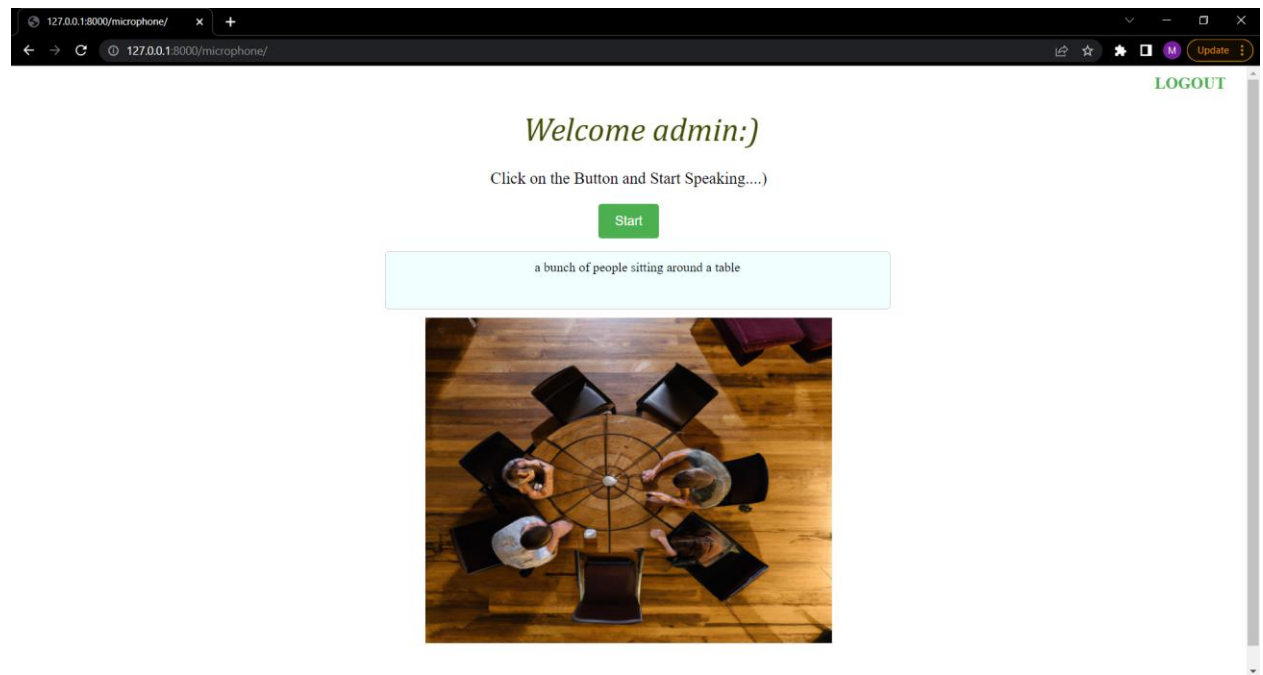 127.0.0.1:8000/microphone/
127.0.0.1:8000/microphone/
M
Update
LOGOUT
Welcome admin:)
Click on the Button and Start Speaking....)
Start
a bunch of people sitting around a table